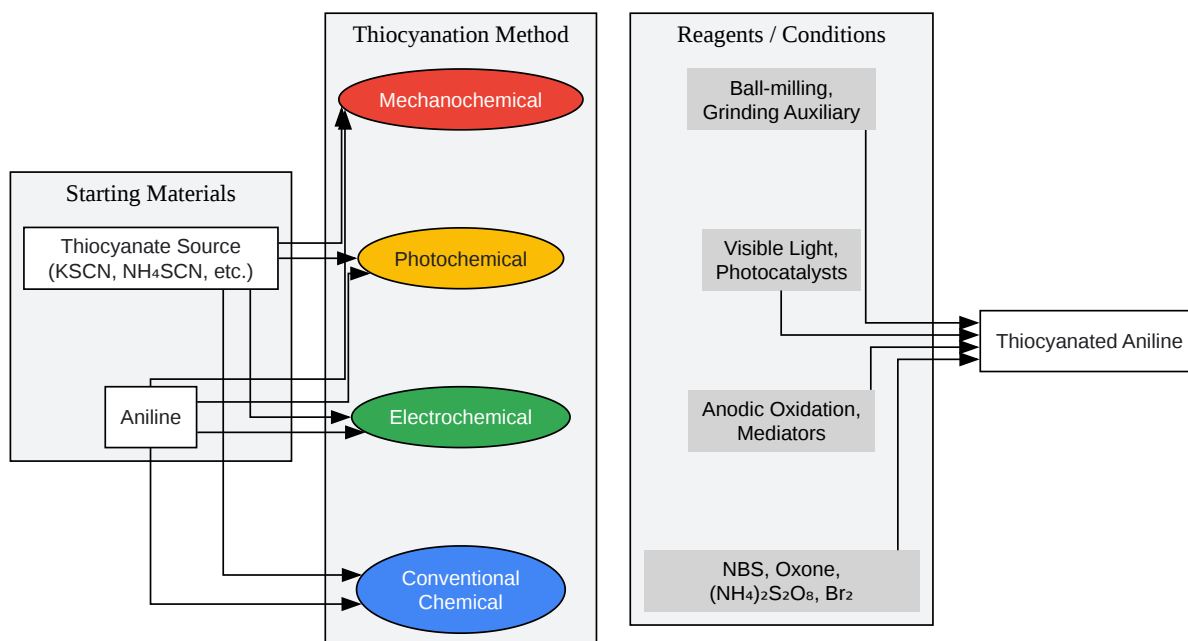 Starting Materials
Thiocyanate Source
(KSCN, NH₄SCN, etc.)
Aniline
Thiocyanation Method
Mechanochemical
Photochemical
Electrochemical
Conventional
Chemical
Reagents / Conditions
Ball-milling,
Grinding Auxiliary
Visible Light,
Photocatalysts
Anodic Oxidation,
Mediators
NBS, Oxone,
(NH₄)₂S₂O₈, Br₂
Thiocyanated Aniline